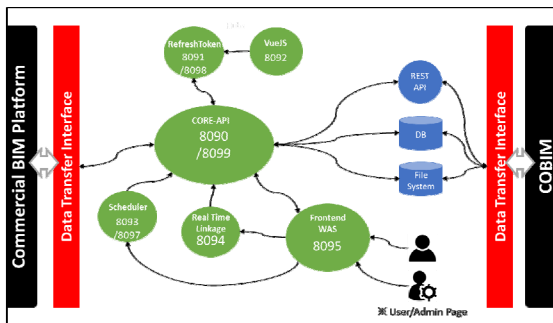 Commercial BIM Platform
Data Transfer Interface
RefreshToken
8091
/8098
VueJS
8092
CORE-API
8090
/8099
Scheduler
8093
/8097
Real Time
Linkage
8094
Frontend
WAS
8095
REST
API
DB
File
System
※ User/Admin Page
Data Transfer Interface
COBIM